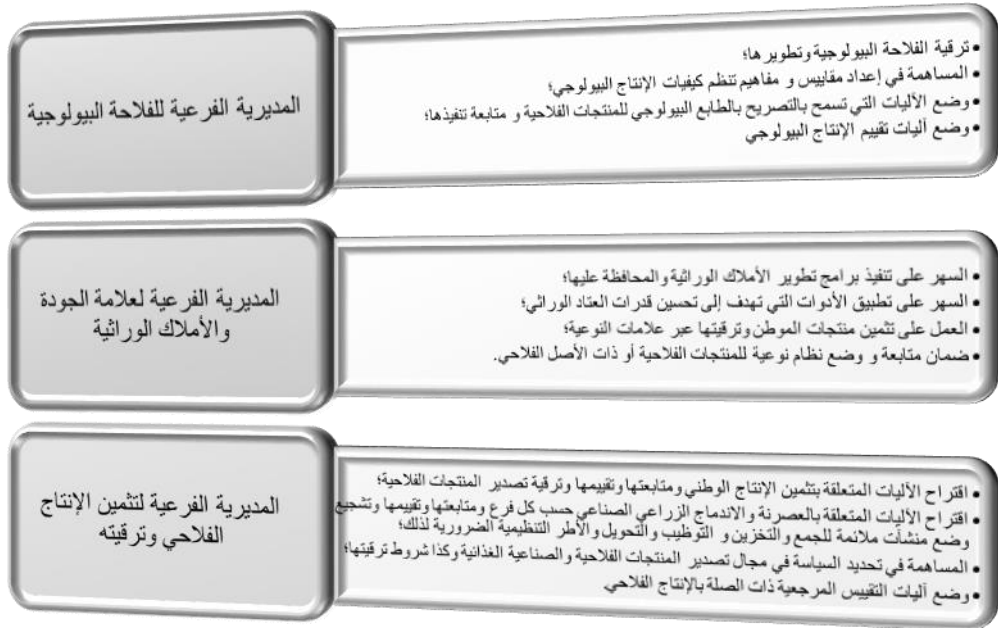 المديرية الفرعية للفلاحة البيولوجية
• ترقية الفلاحة البيولوجية وتطويرها؛
• المساهمة في إعداد مقاييس و مفاهيم تنظم كيفيات الإنتاج البيولوجي؛
• وضع الآليات التي تسمح بالتصريح بالطابع البيولوجي للمنتجات الفلاحية و متابعة تنفيذها؛
• وضع آليات تقييم الإنتاج البيولوجي
المديرية الفرعية لعلامة الجودة
والأملاك الوراثية
• السهر على تنفيذ برامج تطوير الأملاك الوراثية والمحافظة عليها؛
• السهر على تطبيق الأدوات التي تهدف إلى تحسين قدرات العتاد الوراثي؛
• العمل على تثمين منتجات الموطن وترقيتها عبر علامات النوعية؛
• ضمان متابعة و وضع نظام نوعية للمنتجات الفلاحية أو ذات الأصل الفلاحي.
المديرية الفرعية لتثمين الإنتاج
الفلاحي وترقيته
• اقتراح الآليات المتعلقة بتثمين الإنتاج الوطني ومتابعتها وتقييمها وترقية تصدير المنتجات الفلاحية؛
• اقتراح الآليات المتعلقة بالعصرنة والاندماج الزراعي الصناعي حسب كل فرع ومتابعتها وتقييمها وتشجيع
وضع منشآت ملائمة للجمع والتخزين و التوظيب والتحويل والأطر التنظيمية الضرورية لذلك؛
• المساهمة في تحديد السياسة في مجال تصدير المنتجات الفلاحية والصناعية الغذائية وكذا شروط ترقيتها؛
• وضع آليات التقييس المرجعية ذات الصلة بالإنتاج الفلاحي.